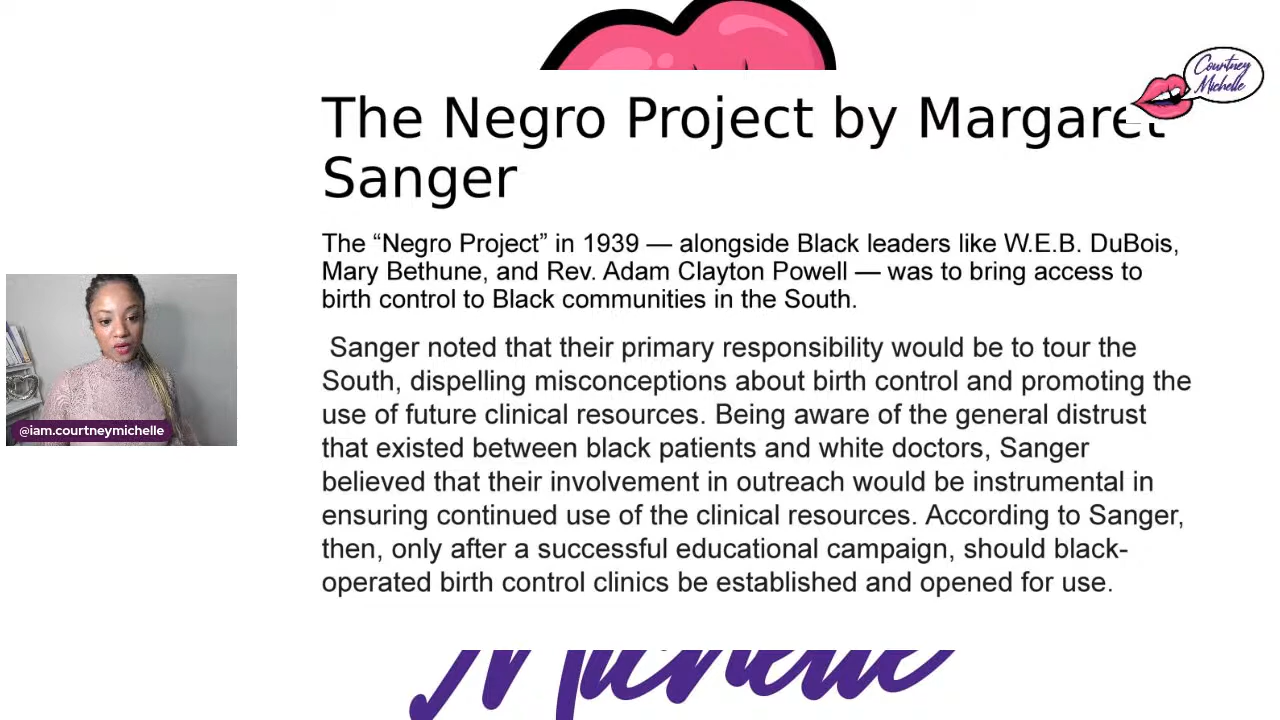 Courtney
Michelle
The Negro Project by Margaret
Sanger
The “Negro Project” in 1939 — alongside Black leaders like W.E.B. DuBois,
Mary Bethune, and Rev. Adam Clayton Powell — was to bring access to
birth control to Black communities in the South.
Sanger noted that their primary responsibility would be to tour the
South, dispelling misconceptions about birth control and promoting the
use of future clinical resources. Being aware of the general distrust
that existed between black patients and white doctors, Sanger
believed that their involvement in outreach would be instrumental in
ensuring continued use of the clinical resources. According to Sanger,
then, only after a successful educational campaign, should black-
operated birth control clinics be established and opened for use.
@iam.courtneymichelle
Michelle